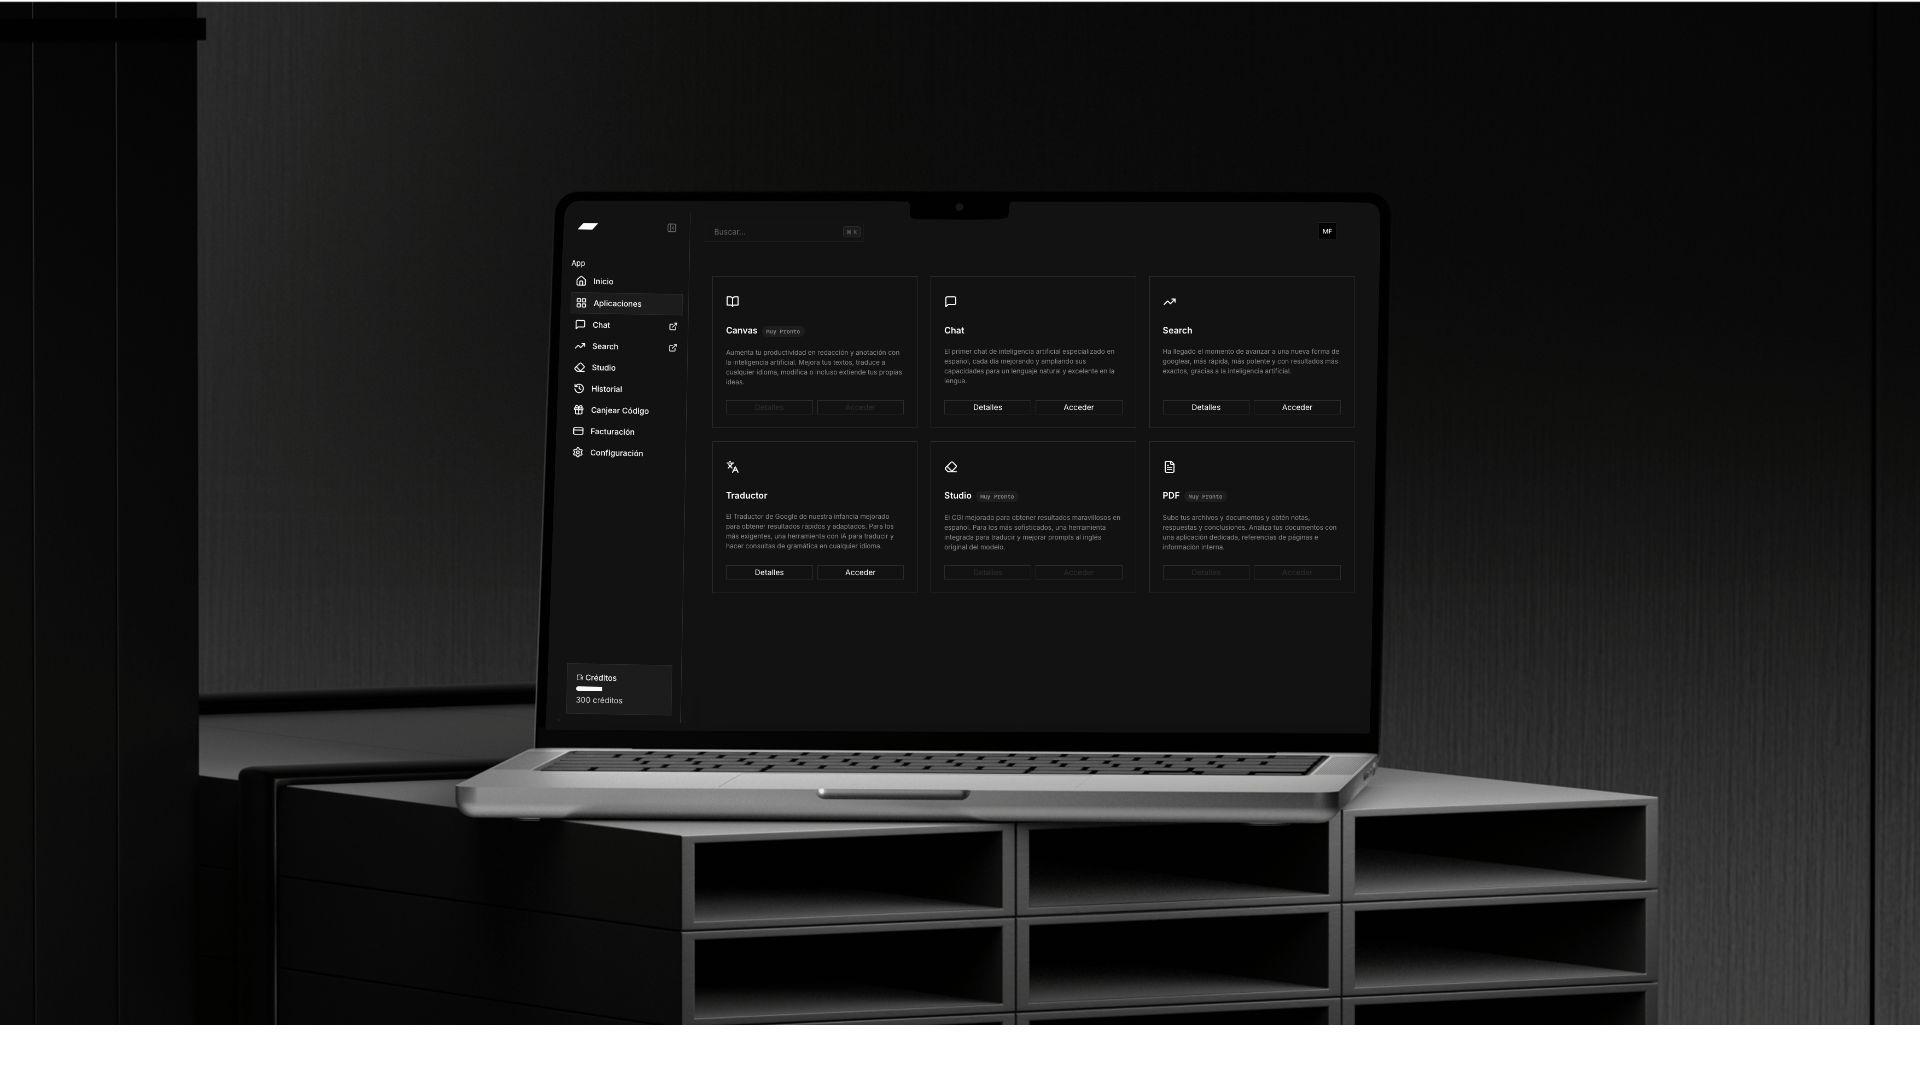 Buscar...
⌘ K
MF
App
Inicio
Aplicaciones
Chat
Search
Studio
Historial
Canjear Código
Facturación
Configuración
Créditos
300 créditos
Canvas Muy Pronto
Aumenta tu productividad en redacción y anotación con
la inteligencia artificial. Mejora tus textos, traduce a
cualquier idioma, modifica o incluso extiende tus propias
ideas.
Detalles Acceder
Chat
El primer chat de inteligencia artificial especializado en
español, cada día mejorando y ampliando sus
capacidades para un lenguaje natural y excelente en la
lengua.
Detalles Acceder
Search
Ha llegado el momento de avanzar a una nueva forma de
googlear, más rápida, más potente y con resultados más
exactos, gracias a la inteligencia artificial.
Detalles Acceder
Traductor
El Traductor de Google de nuestra infancia mejorado
para obtener resultados rápidos y adaptados. Para los
más exigentes, una herramienta con IA para traducir y
hacer consultas de gramática en cualquier idioma.
Detalles Acceder
Studio Muy Pronto
El CGI mejorado para obtener resultados maravillosos en
español. Para los más sofisticados, una herramienta
integrada para traducir y mejorar prompts al inglés
original del modelo.
Detalles Acceder
PDF Muy Pronto
Sube tus archivos y documentos y obtén notas,
respuestas y conclusiones. Analiza tus documentos con
una aplicación dedicada, referencias de páginas e
información interna.
Detalles Acceder